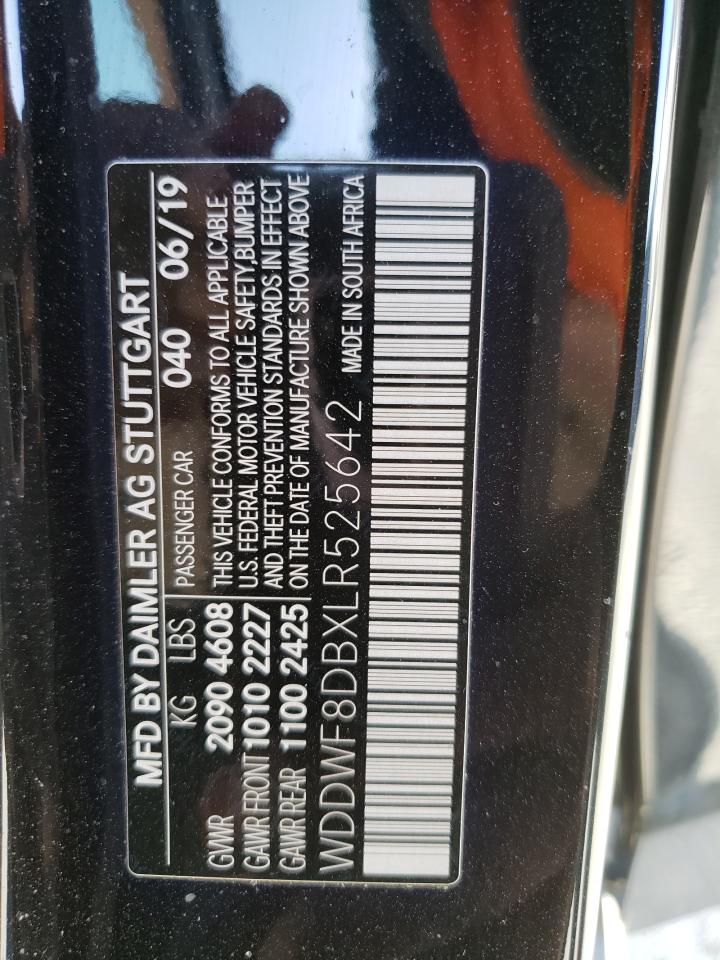 MFD BY DAIMLER AG STUTTGART
KG LBS PASSENGER CAR 040 06/19
GVWR 2090 4608 THIS VEHICLE CONFORMS TO ALL APPLICABLE
GAWR FRONT 1010 2227 U.S. FEDERAL MOTOR VEHICLE SAFETY,BUMPER
GAWR REAR 1100 2425 AND THEFT PREVENTION STANDARDS IN EFFECT
ON THE DATE OF MANUFACTURE SHOWN ABOVE
WDDWF8DBXLR525642 MADE IN SOUTH AFRICA